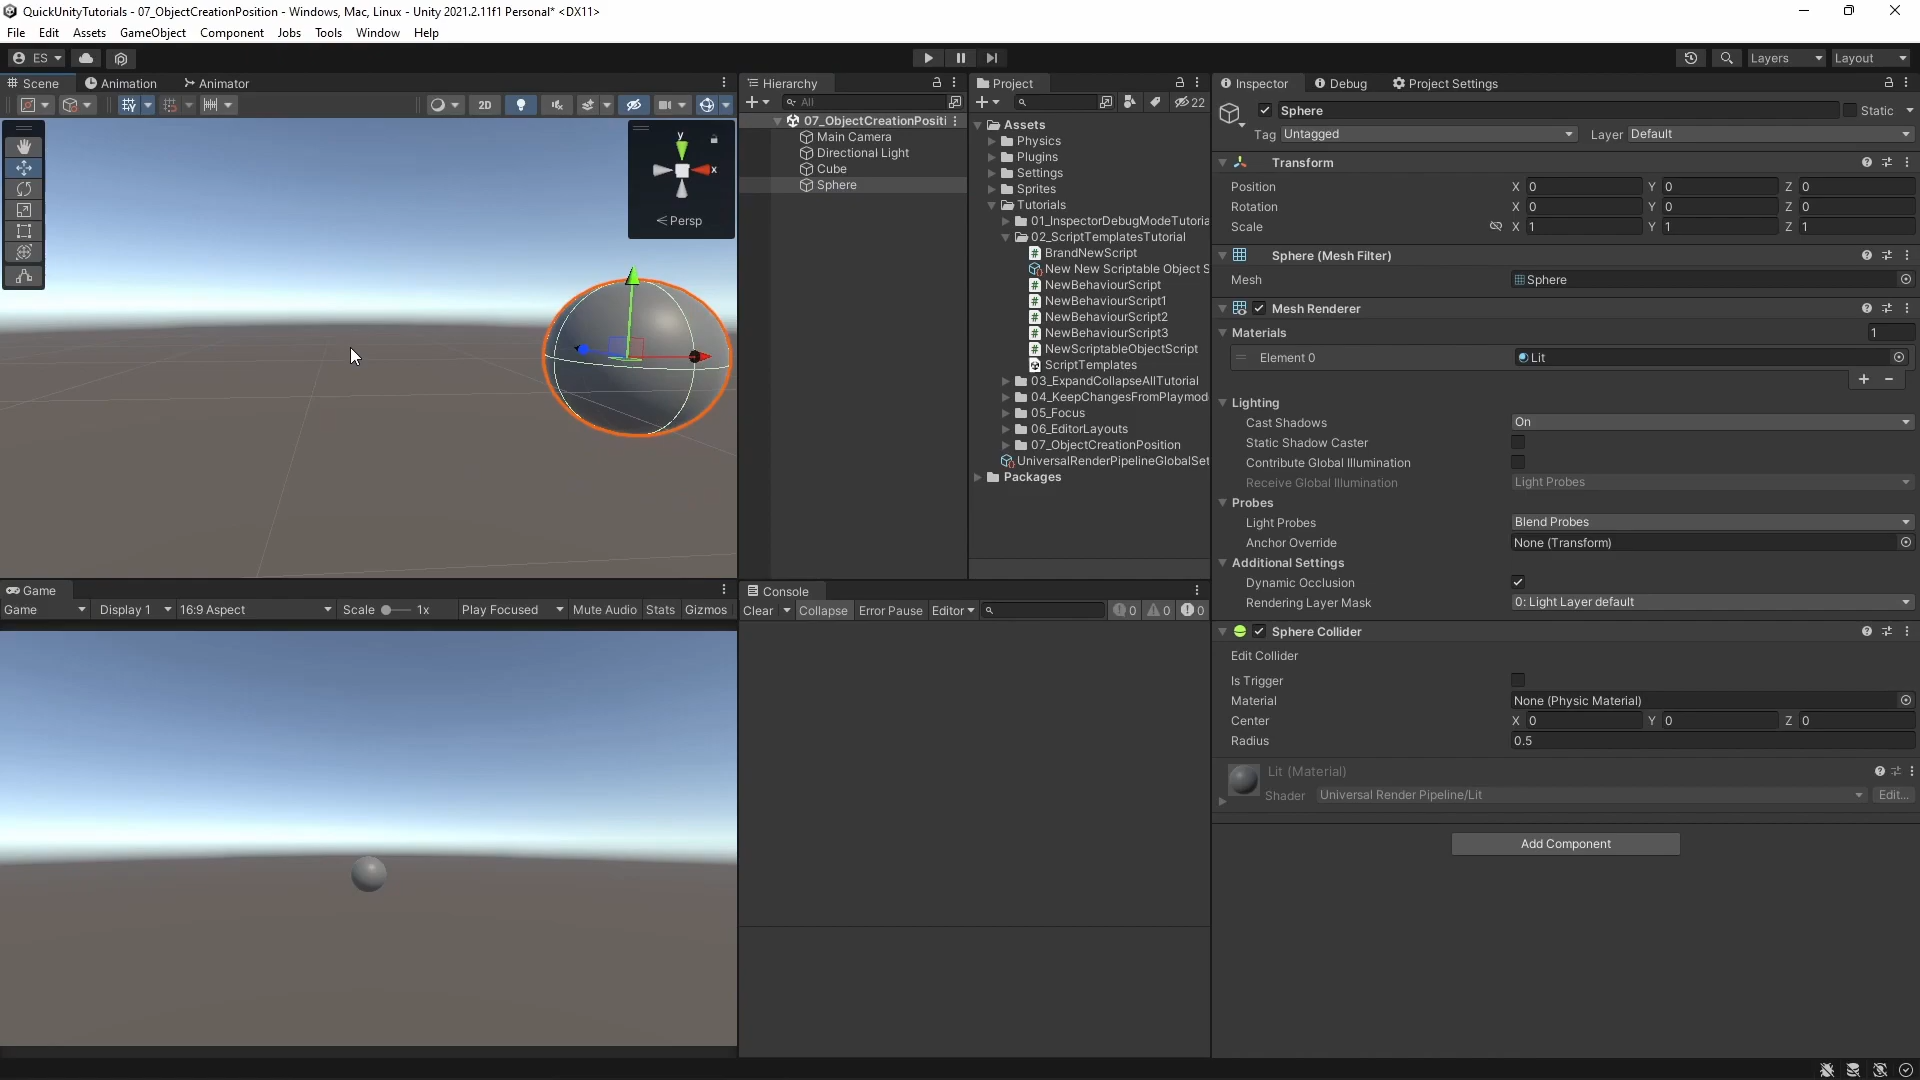 QuickUnityTutorials - 07_ObjectCreationPosition - Windows, Mac, Linux - Unity 2021.2.11f1 Personal* <DX11>
File Edit Assets GameObject Component Jobs Tools Window Help
ES
Layers
Layout
Scene
Animation
Animator
2D
y
x
Persp
Hierarchy
All
07_ObjectCreationPositi
Main Camera
Directional Light
Cube
Sphere
Project
22
Assets
Physics
Plugins
Settings
Sprites
Tutorials
01_InspectorDebugModeTutoria
02_ScriptTemplatesTutorial
BrandNewScript
New New Scriptable Object S
NewBehaviourScript
NewBehaviourScript1
NewBehaviourScript2
NewBehaviourScript3
NewScriptableObjectScript
ScriptTemplates
03_ExpandCollapseAllTutorial
04_KeepChangesFromPlaymod
05_Focus
06_EditorLayouts
07_ObjectCreationPosition
UniversalRenderPipelineGlobalSet
Packages
Inspector
Debug
Project Settings
Sphere
Static
Tag Untagged
Layer Default
Transform
Position X 0 Y 0 Z 0
Rotation X 0 Y 0 Z 0
Scale X 1 Y 1 Z 1
Sphere (Mesh Filter)
Mesh Sphere
Mesh Renderer
Materials 1
Element 0 Lit
Lighting
Cast Shadows On
Static Shadow Caster
Contribute Global Illumination
Receive Global Illumination Light Probes
Probes
Light Probes Blend Probes
Anchor Override None (Transform)
Additional Settings
Dynamic Occlusion
Rendering Layer Mask 0: Light Layer default
Sphere Collider
Edit Collider
Is Trigger
Material None (Physic Material)
Center X 0 Y 0 Z 0
Radius 0.5
Lit (Material)
Shader Universal Render Pipeline/Lit Edit...
Add Component
Game
Game Display 1 16:9 Aspect Scale 1x Play Focused Mute Audio Stats Gizmos
Console
Clear Collapse Error Pause Editor 0 0 0